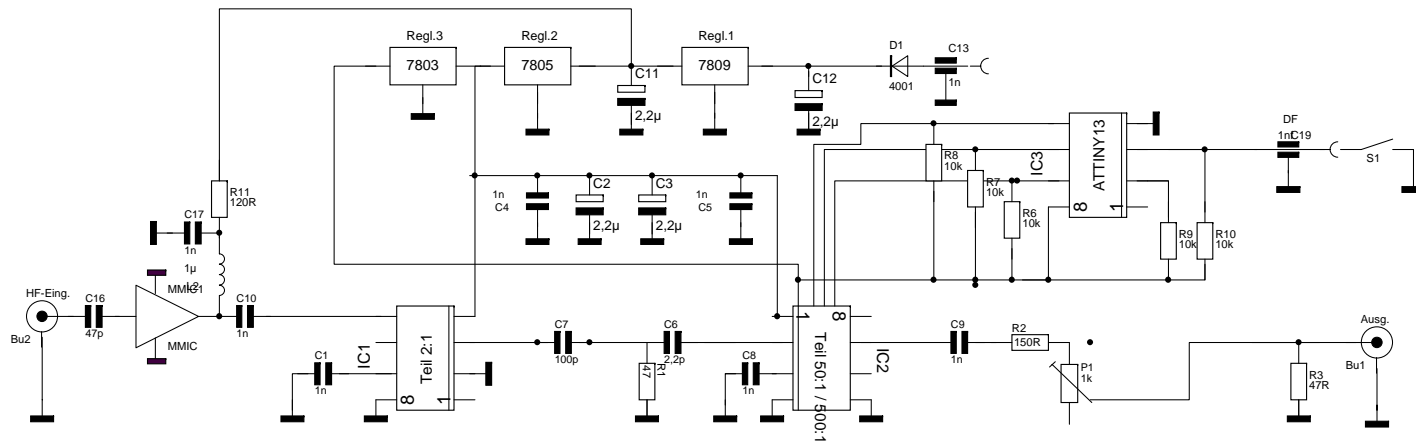 Regl.3
7803
Regl.2
7805
C11
2,2µ
Regl.1
7809
C12
2,2µ
D1
4001
C13
1n
R11
120R
C17
1n
1µ
L2
1n
C4
C2
2,2µ
C3
2,2µ
1n
C5
R8
10k
R7
10k
R6
10k
IC3
ATTINY13
8
1
R9
10k
R10
10k
DF
1n
C19
S1
HF-Eing.
Bu2
C16
47p
MMIC1
MMIC
C10
1n
C1
1n
IC1
Teil 2:1
8
1
C7
100p
C6
2,2p
R1
47
C8
1n
1
8
Teil 50:1 / 500:1
IC2
C9
1n
R2
150R
P1
1k
R3
47R
Ausg.
Bu1